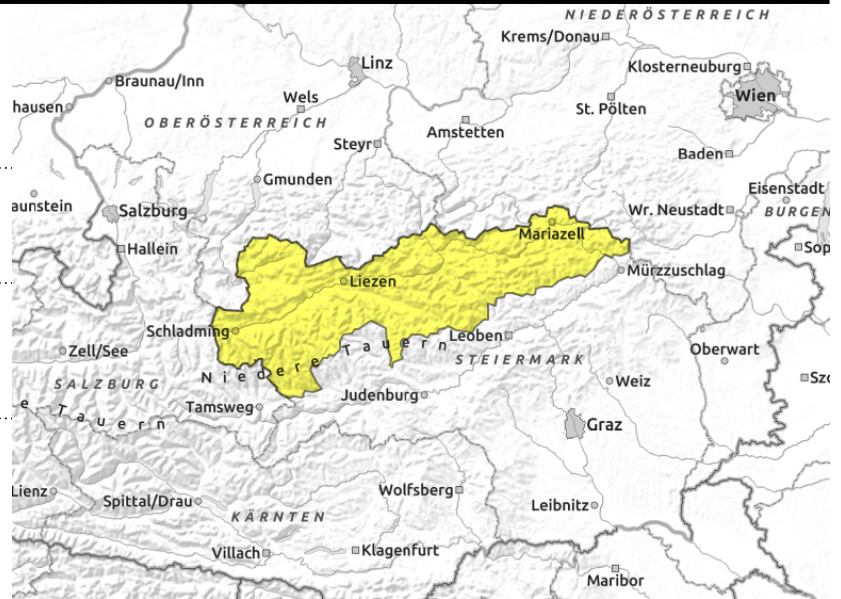 NIEDERÖSTERREICH
Krems/Donau
Linz
Klosterneuburg
Braunau/Inn
Wien
Wels
hausen
St. Pölten
OBERÖSTERREICH
Amstetten
Steyr
Baden
Gmunden
Eisenstadt
aunstein
Salzburg
Wr. Neustadt
BURGEN
Mariazell
Hallein
Sop
Mürzzuschlag
Liezen
Schladming
Leoben
Niedere Tauern
Zell/See
STEIERMARK
Oberwart
SALZBURG
Weiz
Szo
Judenburg
Tamsweg
e Tauern
Graz
Lienz
Wolfsberg
Spittal/Drau
Leibnitz
KÄRNTEN
Villach
Klagenfurt
Maribor